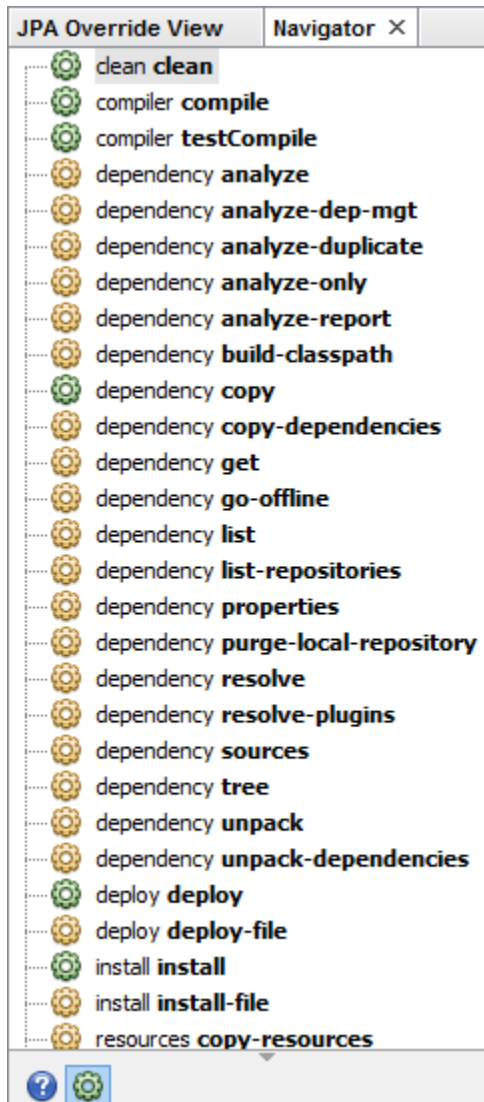 JPA Override View Navigator
clean clean
compiler compile
compiler testCompile
dependency analyze
dependency analyze-dep-mgt
dependency analyze-duplicate
dependency analyze-only
dependency analyze-report
dependency build-classpath
dependency copy
dependency copy-dependencies
dependency get
dependency go-offline
dependency list
dependency list-repositories
dependency properties
dependency purge-local-repository
dependency resolve
dependency resolve-plugins
dependency sources
dependency tree
dependency unpack
dependency unpack-dependencies
deploy deploy
deploy deploy-file
install install
install install-file
resources copy-resources
?